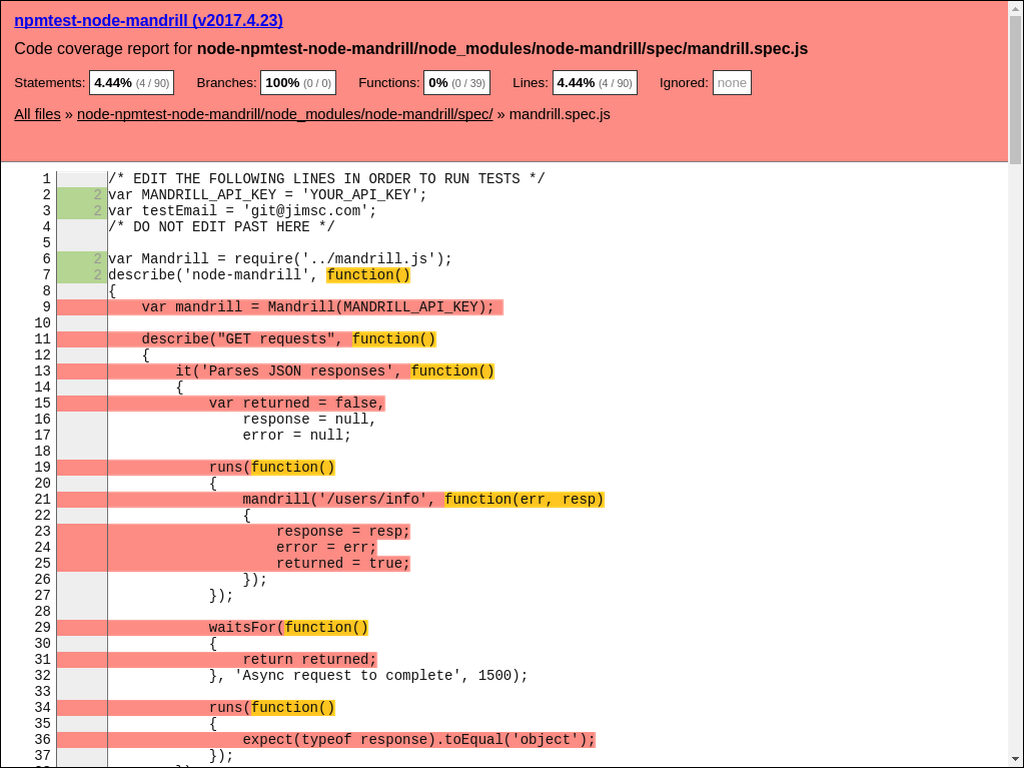 npmtest-node-mandrill (v2017.4.23)
Code coverage report for node-npmtest-node-mandrill/node_modules/node-mandrill/spec/mandrill.spec.js
Statements: 4.44% (4 / 90) Branches: 100% (0 / 0) Functions: 0% (0 / 39) Lines: 4.44% (4 / 90) Ignored: none
All files » node-npmtest-node-mandrill/node_modules/node-mandrill/spec/ » mandrill.spec.js
1 /* EDIT THE FOLLOWING LINES IN ORDER TO RUN TESTS */
2 2 var MANDRILL_API_KEY = 'YOUR_API_KEY';
3 2 var testEmail = 'git@jimsc.com';
4 /* DO NOT EDIT PAST HERE */
5
6 2 var Mandrill = require('../mandrill.js');
7 2 describe('node-mandrill', function()
8 {
9 var mandrill = Mandrill(MANDRILL_API_KEY);
10
11 describe("GET requests", function()
12 {
13 it('Parses JSON responses', function()
14 {
15 var returned = false,
16 response = null,
17 error = null;
18
19 runs(function()
20 {
21 mandrill('/users/info', function(err, resp)
22 {
23 response = resp;
24 error = err;
25 returned = true;
26 });
27 });
28
29 waitsFor(function()
30 {
31 return returned;
32 }, 'Async request to complete', 1500);
33
34 runs(function()
35 {
36 expect(typeof response).toEqual('object');
37 });